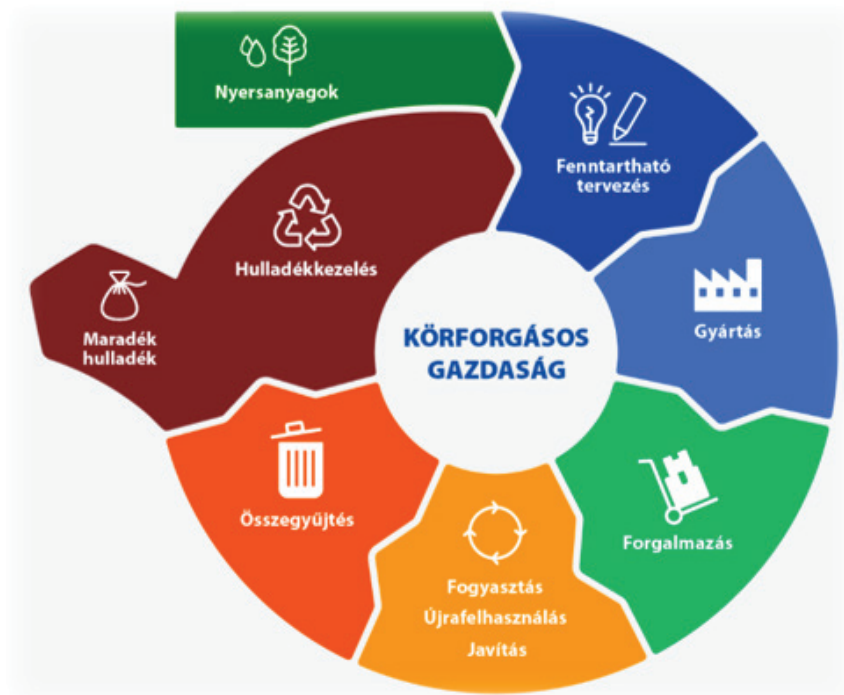 Nyersanyagok
Fenntartható
tervezés
Gyártás
Forgalmazás
Fogyasztás
Újrafelhasználás
Javítás
Összegyűjtés
Hulladékkezelés
Maradék
hulladék
KÖRFORGÁSOS
GAZDASÁG